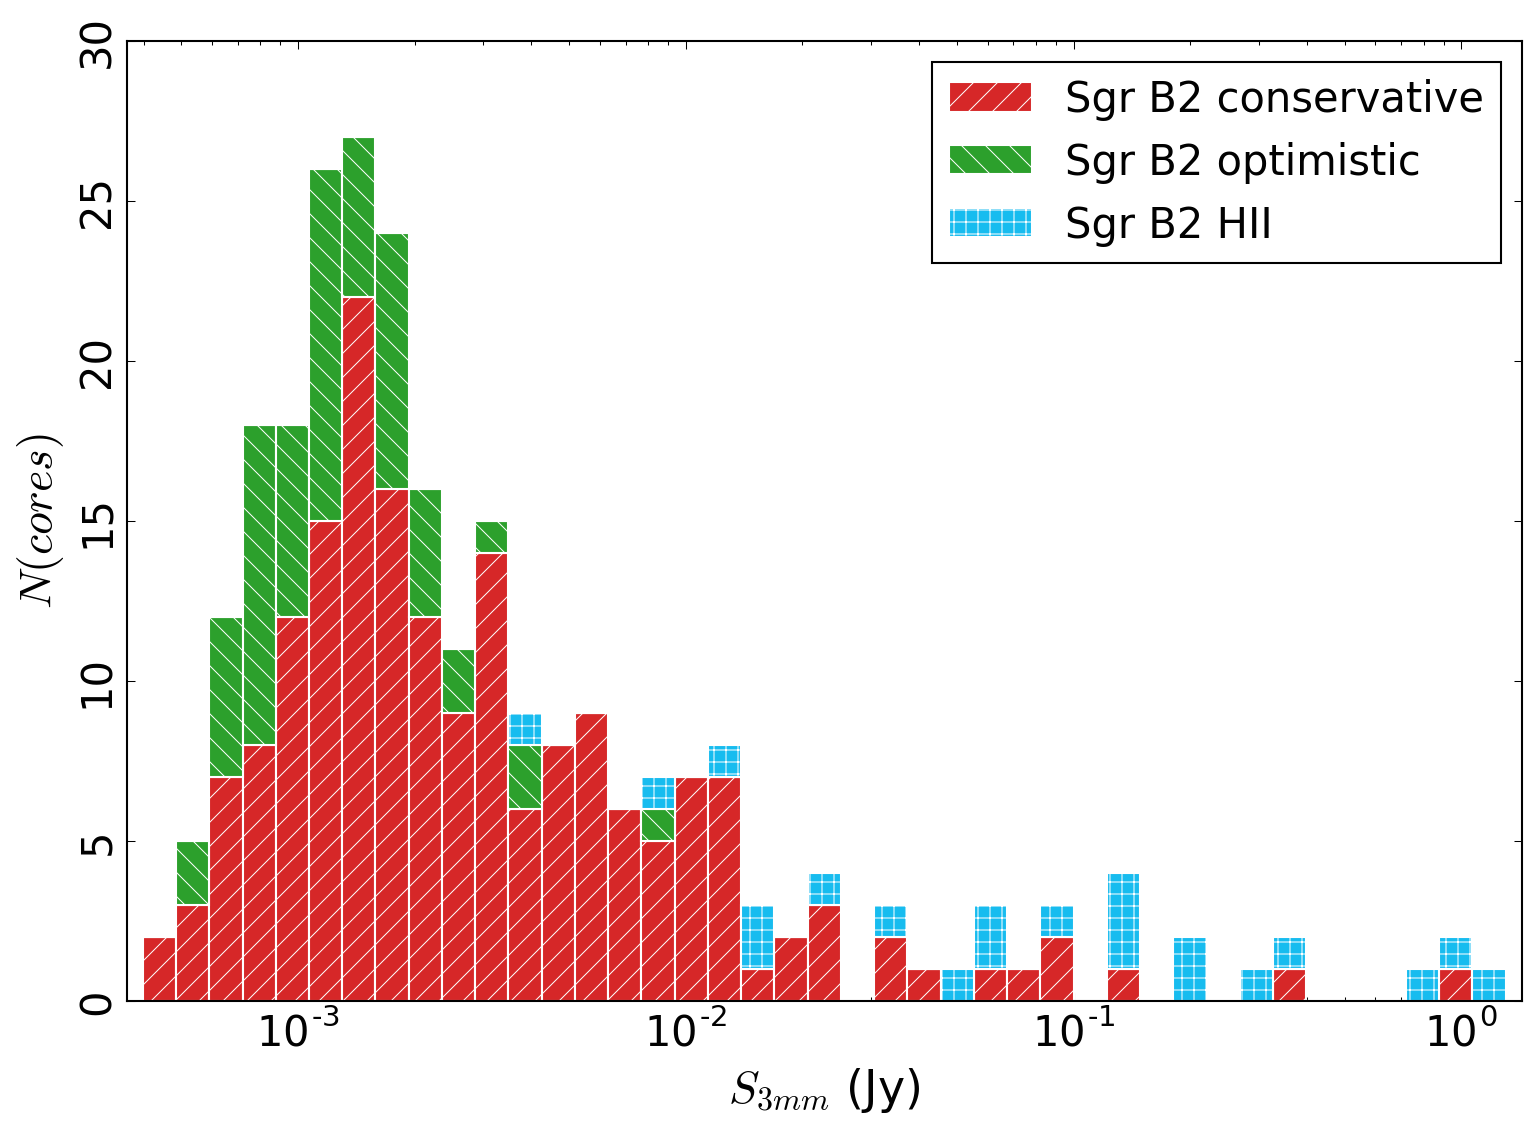 30
25
20
15
10
5
0
N(cores)
Sgr B2 conservative
Sgr B2 optimistic
Sgr B2 HII
10^-3 10^-2 10^-1 10^0
S_3mm (Jy)